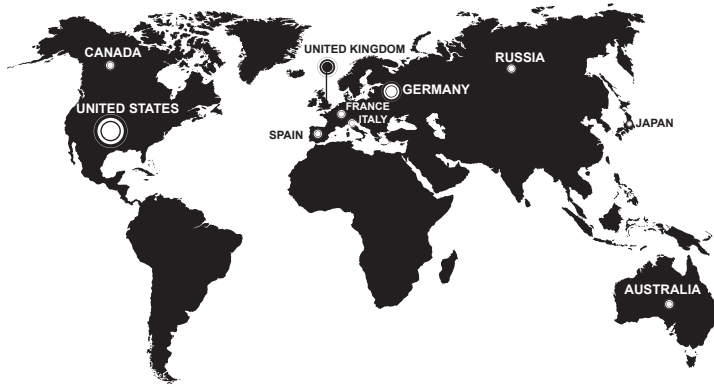 CANADA
UNITED KINGDOM
RUSSIA
GERMANY
UNITED STATES
FRANCE
ITALY
JAPAN
SPAIN
AUSTRALIA